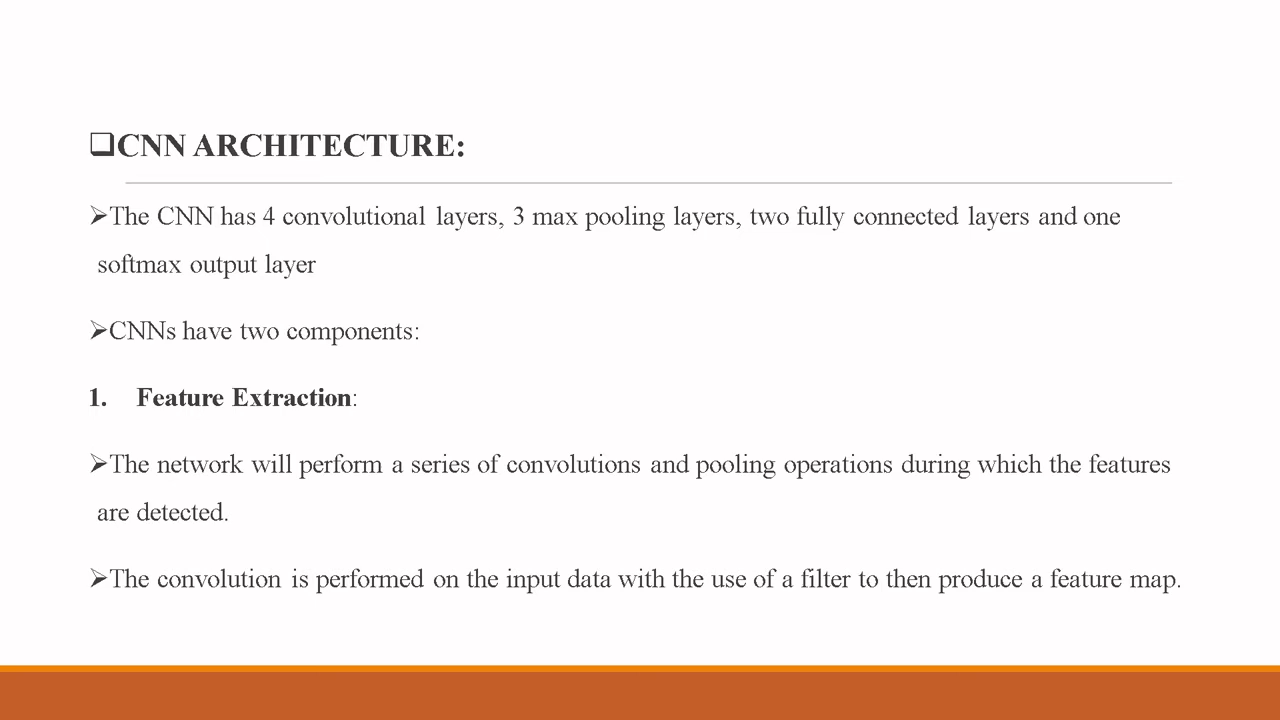 ❑CNN ARCHITECTURE:
➢The CNN has 4 convolutional layers, 3 max pooling layers, two fully connected layers and one
softmax output layer
➢CNNs have two components:
1. Feature Extraction:
➢The network will perform a series of convolutions and pooling operations during which the features
are detected.
➢The convolution is performed on the input data with the use of a filter to then produce a feature map.